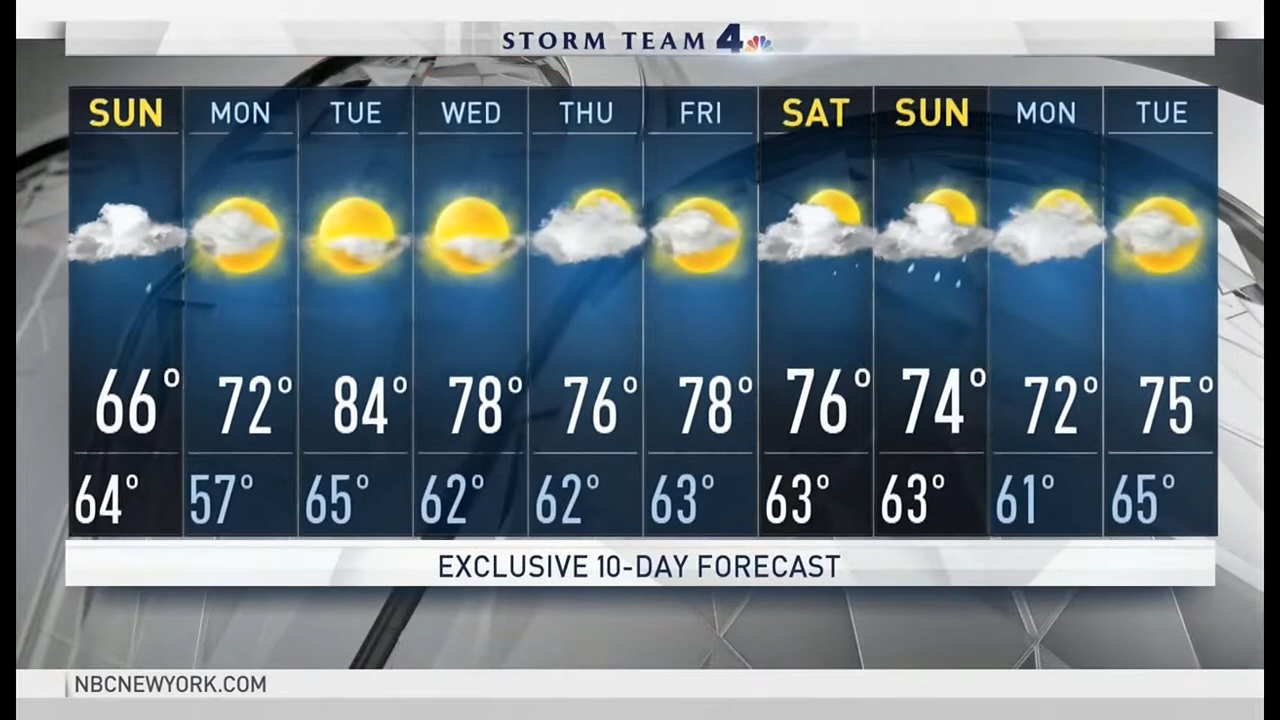 STORM TEAM 4
SUN MON TUE WED THU FRI SAT SUN MON TUE
66° 72° 84° 78° 76° 78° 76° 74° 72° 75°
64° 57° 65° 62° 62° 63° 63° 63° 61° 65°
EXCLUSIVE 10-DAY FORECAST
NBCNEWYORK.COM